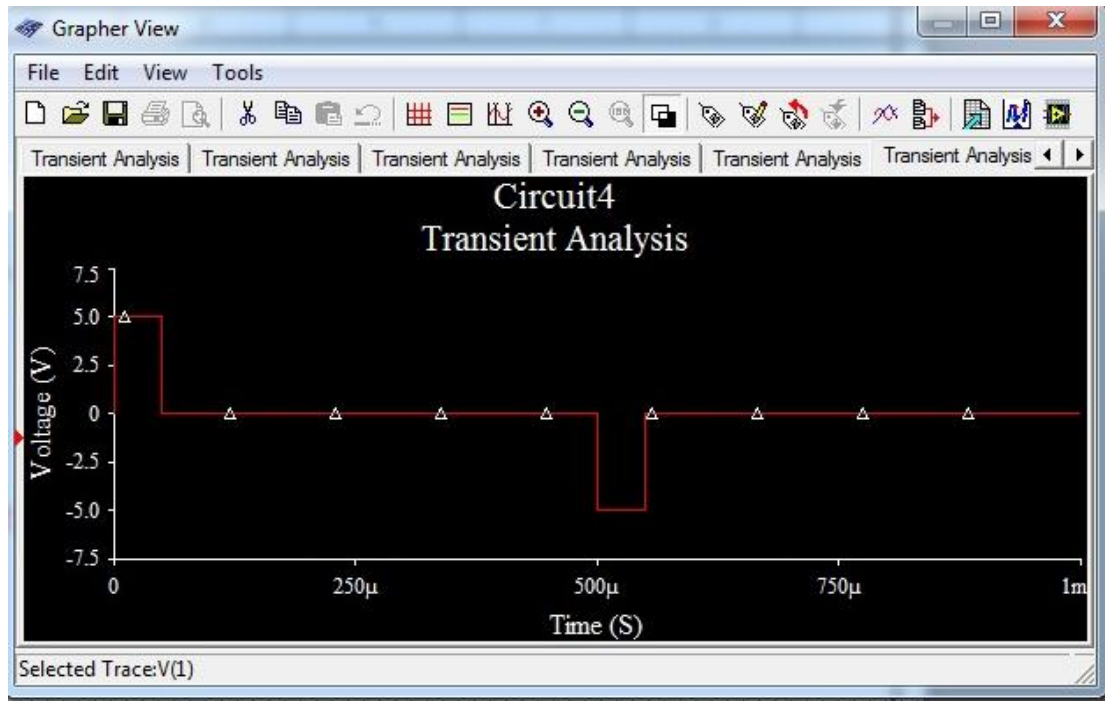 Grapher View
File Edit View Tools
Transient Analysis Transient Analysis Transient Analysis Transient Analysis Transient Analysis Transient Analysis
Circuit4
Transient Analysis
7.5
5.0
2.5
0
-2.5
-5.0
-7.5
Voltage (V)
0 250μ 500μ 750μ 1m
Time (S)
Selected Trace:V(1)